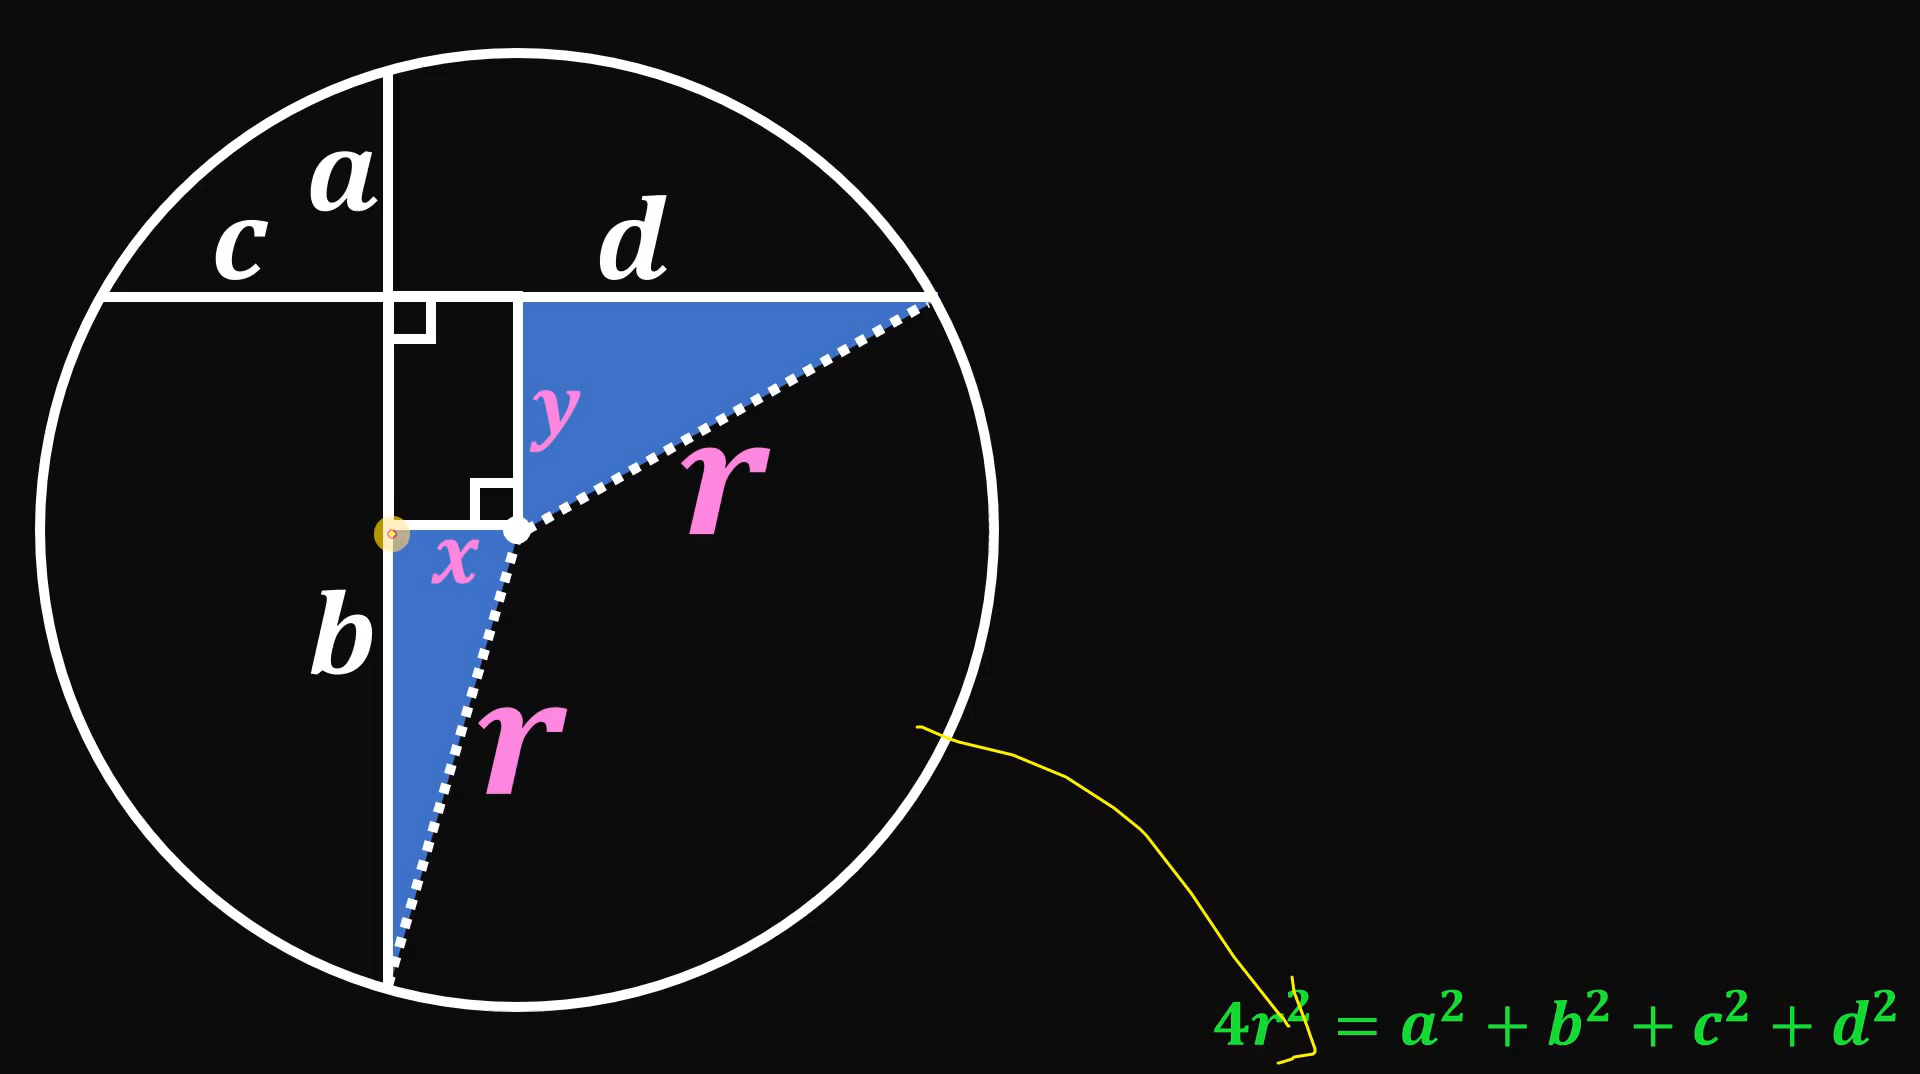 a
c
d
y
r
x
b
r
4r² = a² + b² + c² + d²